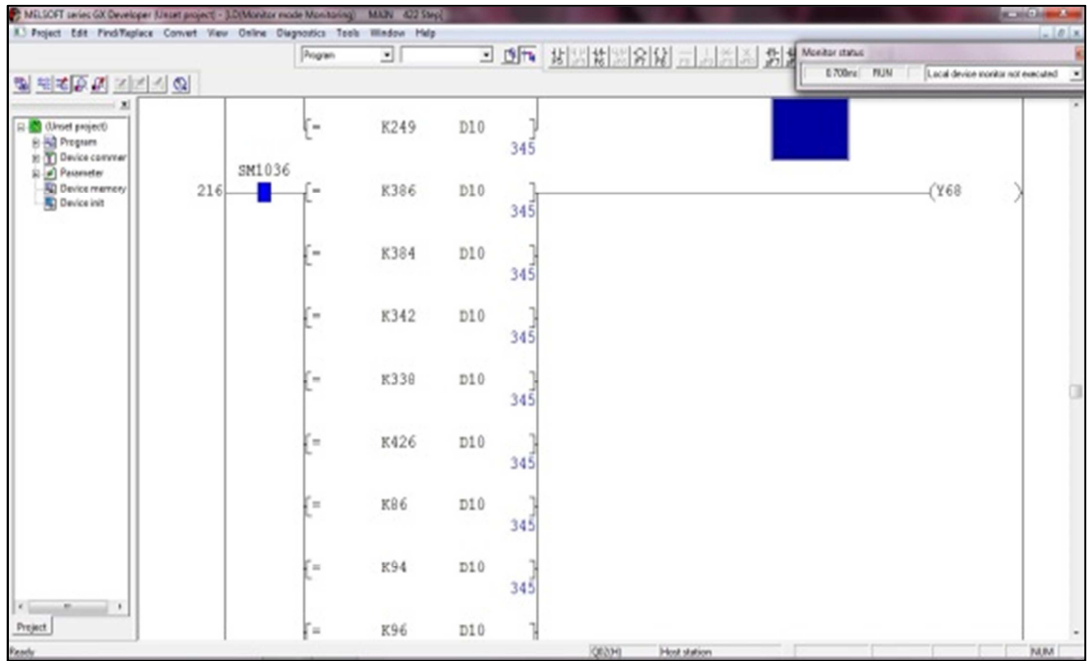 MELSOFT series GX Developer (Unset project) - [LD(Monitor mode Monitoring) MAIN 422 Step]
Project Edit Find/Replace Convert View Online Diagnostics Tools Window Help
Program
Monitor status
0.700ms RUN Local device monitor not executed
(Unset project)
Program
Device commer
Parameter
Device memory
Device init
Project
[= K249 D10 ]
345
SM1036
216 [= K386 D10 ] (Y68 )
345
[= K384 D10 ]
345
[= K342 D10 ]
345
[= K338 D10 ]
345
[= K426 D10 ]
345
[= K86 D10 ]
345
[= K94 D10 ]
345
[= K96 D10 ]
Ready Q02(H) Host station NUM